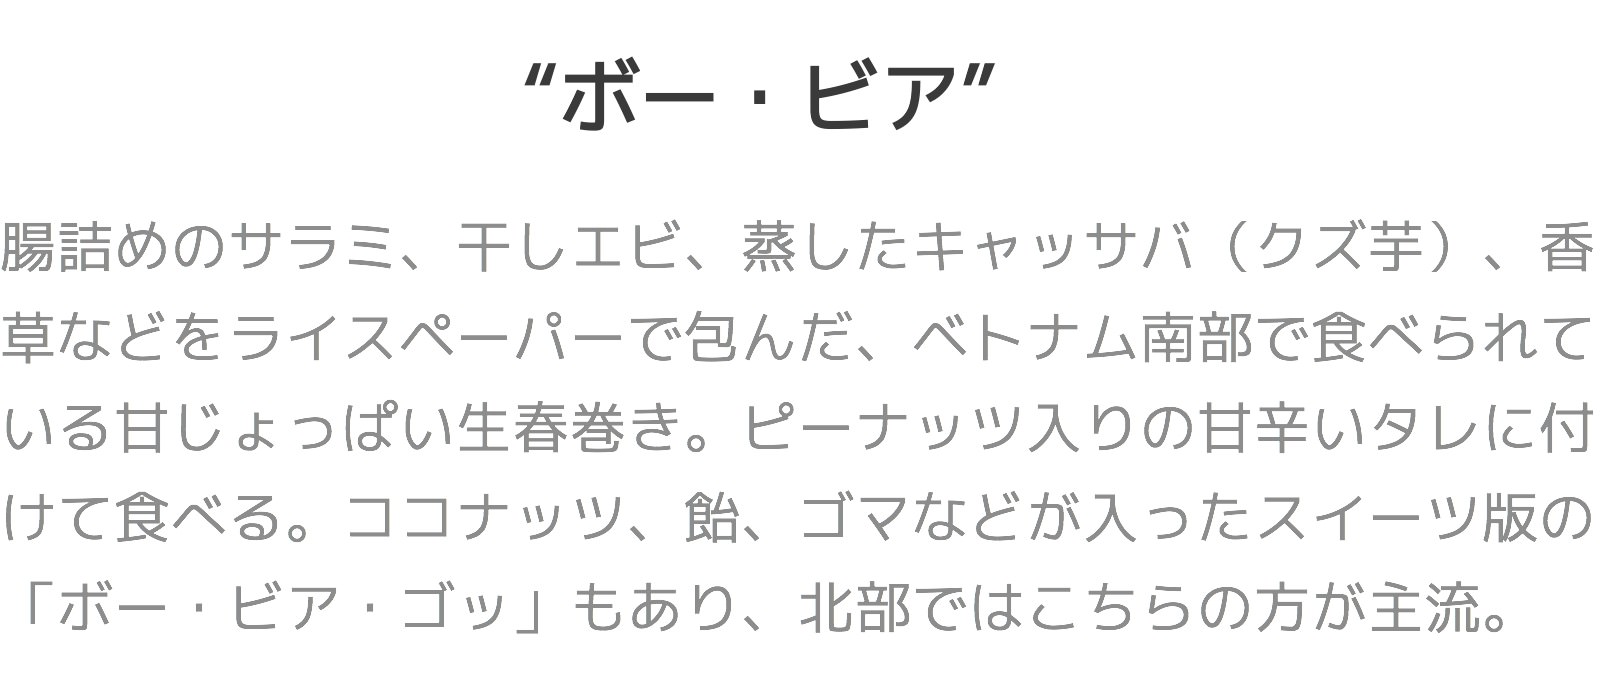 “ボー・ビア”
腸詰めのサラミ、干しエビ、蒸したキャッサバ（クズ芋）、香
草などをライスペーパーで包んだ、ベトナム南部で食べられて
いる甘じょっぱい生春巻き。ピーナッツ入りの甘辛いタレに付
けて食べる。ココナッツ、飴、ゴマなどが入ったスイーツ版の
「ボー・ビア・ゴッ」もあり、北部ではこちらの方が主流。